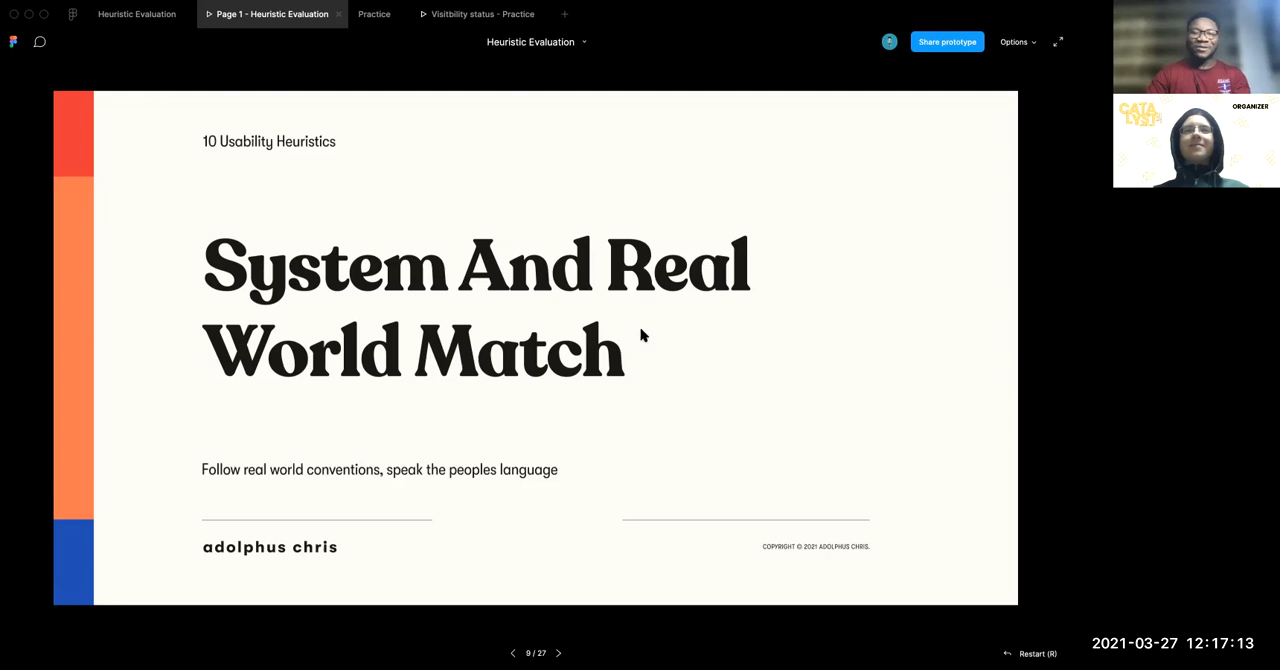 Heuristic Evaluation
Page 1 - Heuristic Evaluation
Practice
Visitbility status - Practice
Heuristic Evaluation
Share prototype
Options
CATA
LYST
ORGANIZER
10 Usability Heuristics
System And Real
World Match
Follow real world conventions, speak the peoples language
adolphus chris
COPYRIGHT © 2021 ADOLPHUS CHRIS.
9 / 27
Restart (R)
2021-03-27 12:17:13